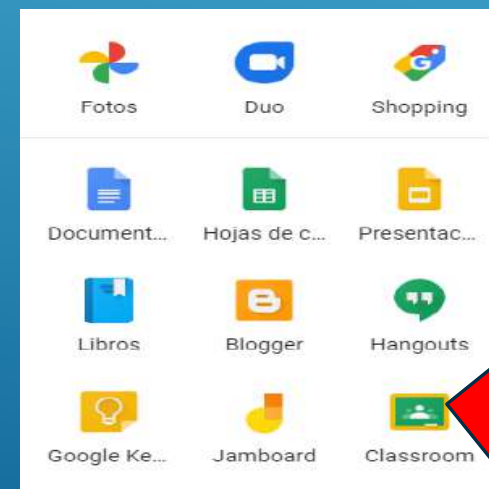 Fotos Duo Shopping
Document... Hojas de c... Presentac...
Libros Blogger Hangouts
Google Ke... Jamboard Classroom